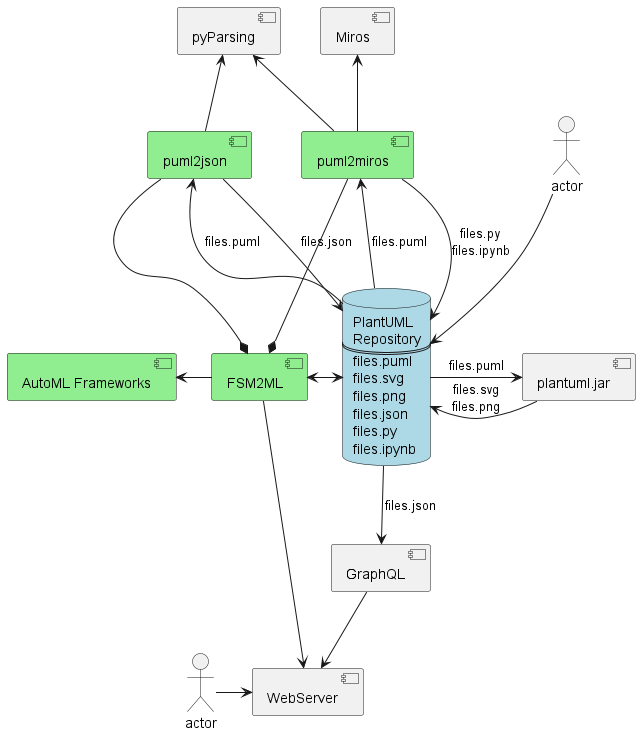 pyParsing
Miros
puml2json
puml2miros
actor
files.puml
files.json
files.puml
files.py
files.ipynb
PlantUML
Repository
files.puml
files.svg
files.png
files.json
files.py
files.ipynb
AutoML Frameworks
FSM2ML
files.puml
files.svg
files.png
plantuml.jar
files.json
GraphQL
actor
WebServer